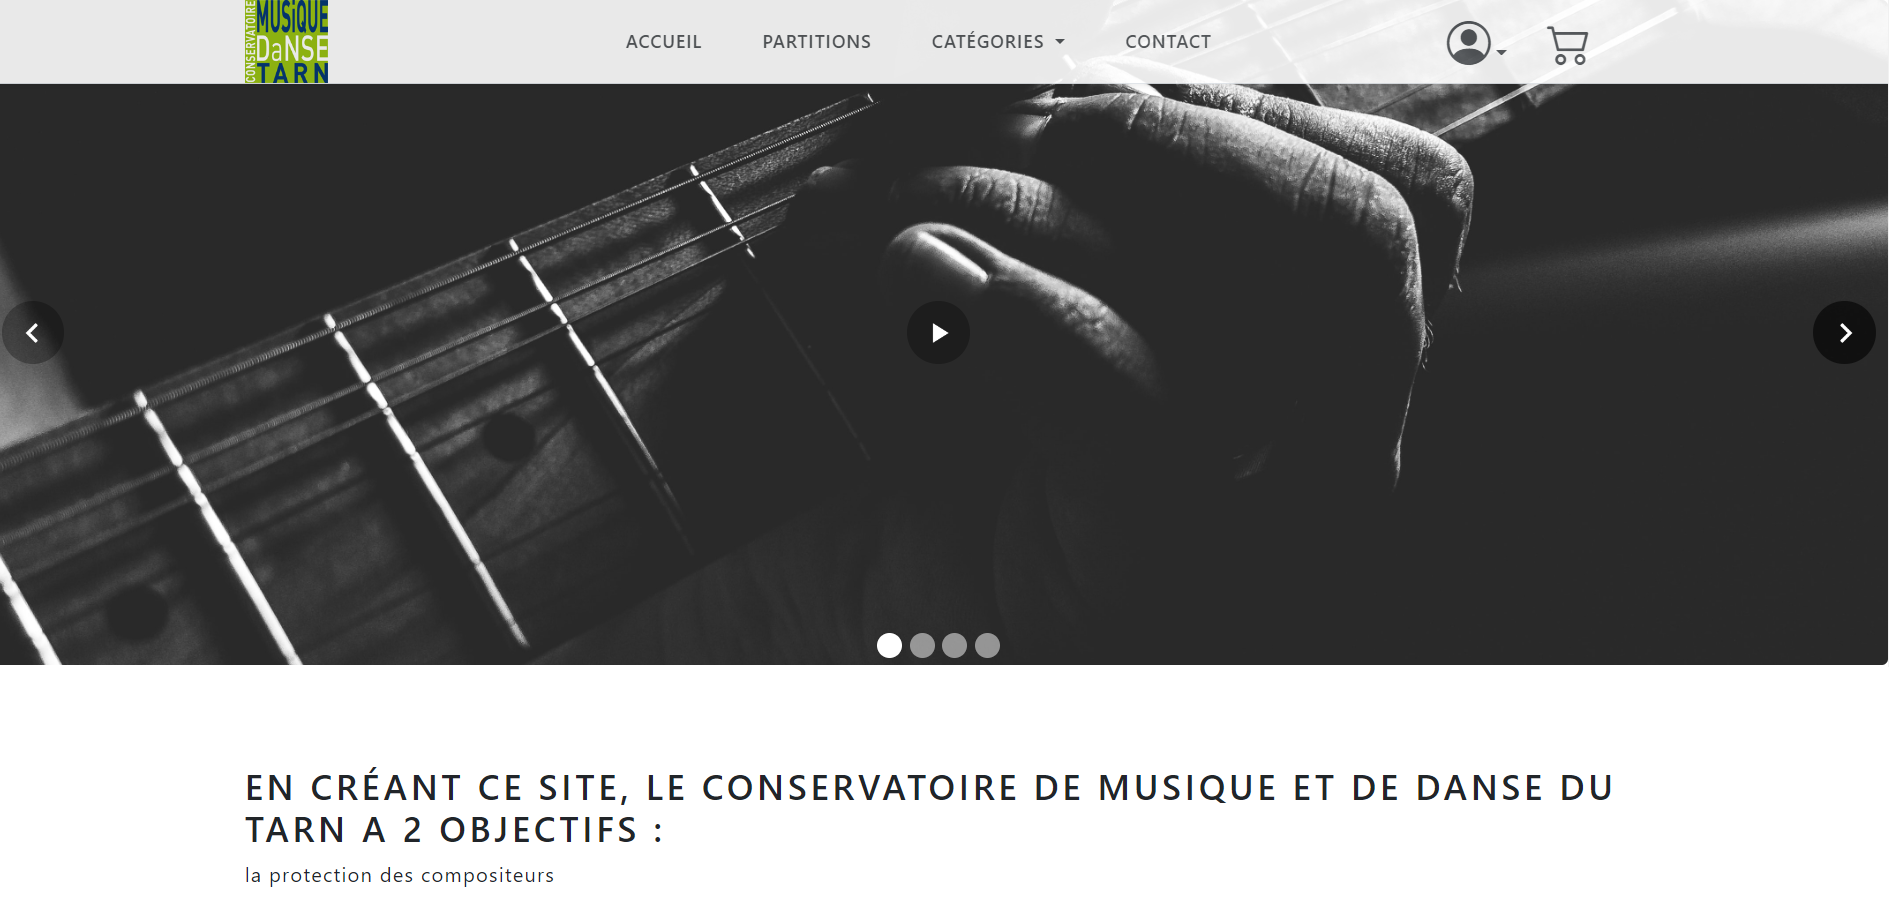 CONSERVATOIRE
MUSiQUE
DaNSE
TARN
ACCUEIL
PARTITIONS
CATÉGORIES
CONTACT
EN CRÉANT CE SITE, LE CONSERVATOIRE DE MUSIQUE ET DE DANSE DU
TARN A 2 OBJECTIFS :
la protection des compositeurs